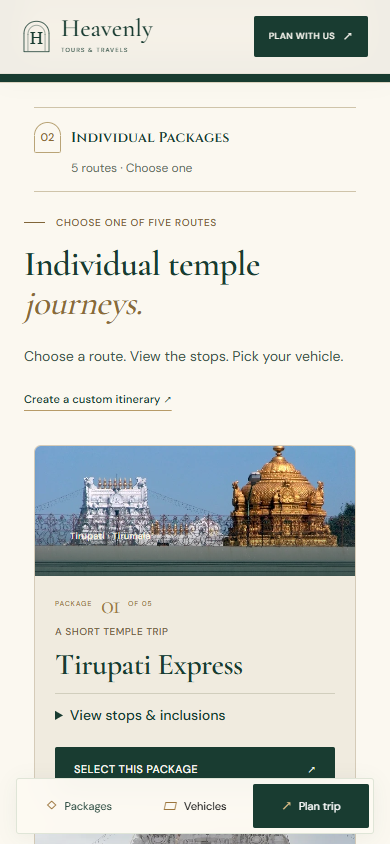 H
Heavenly
TOURS & TRAVELS
PLAN WITH US ↗
02
INDIVIDUAL PACKAGES
5 routes · Choose one
CHOOSE ONE OF FIVE ROUTES
Individual temple
journeys.
Choose a route. View the stops. Pick your vehicle.
Create a custom itinerary ↗
Tirupati · Tirumala
PACKAGE 01 OF 05
A SHORT TEMPLE TRIP
Tirupati Express
▶ View stops & inclusions
SELECT THIS PACKAGE ↗
Packages
Vehicles
↗ Plan trip